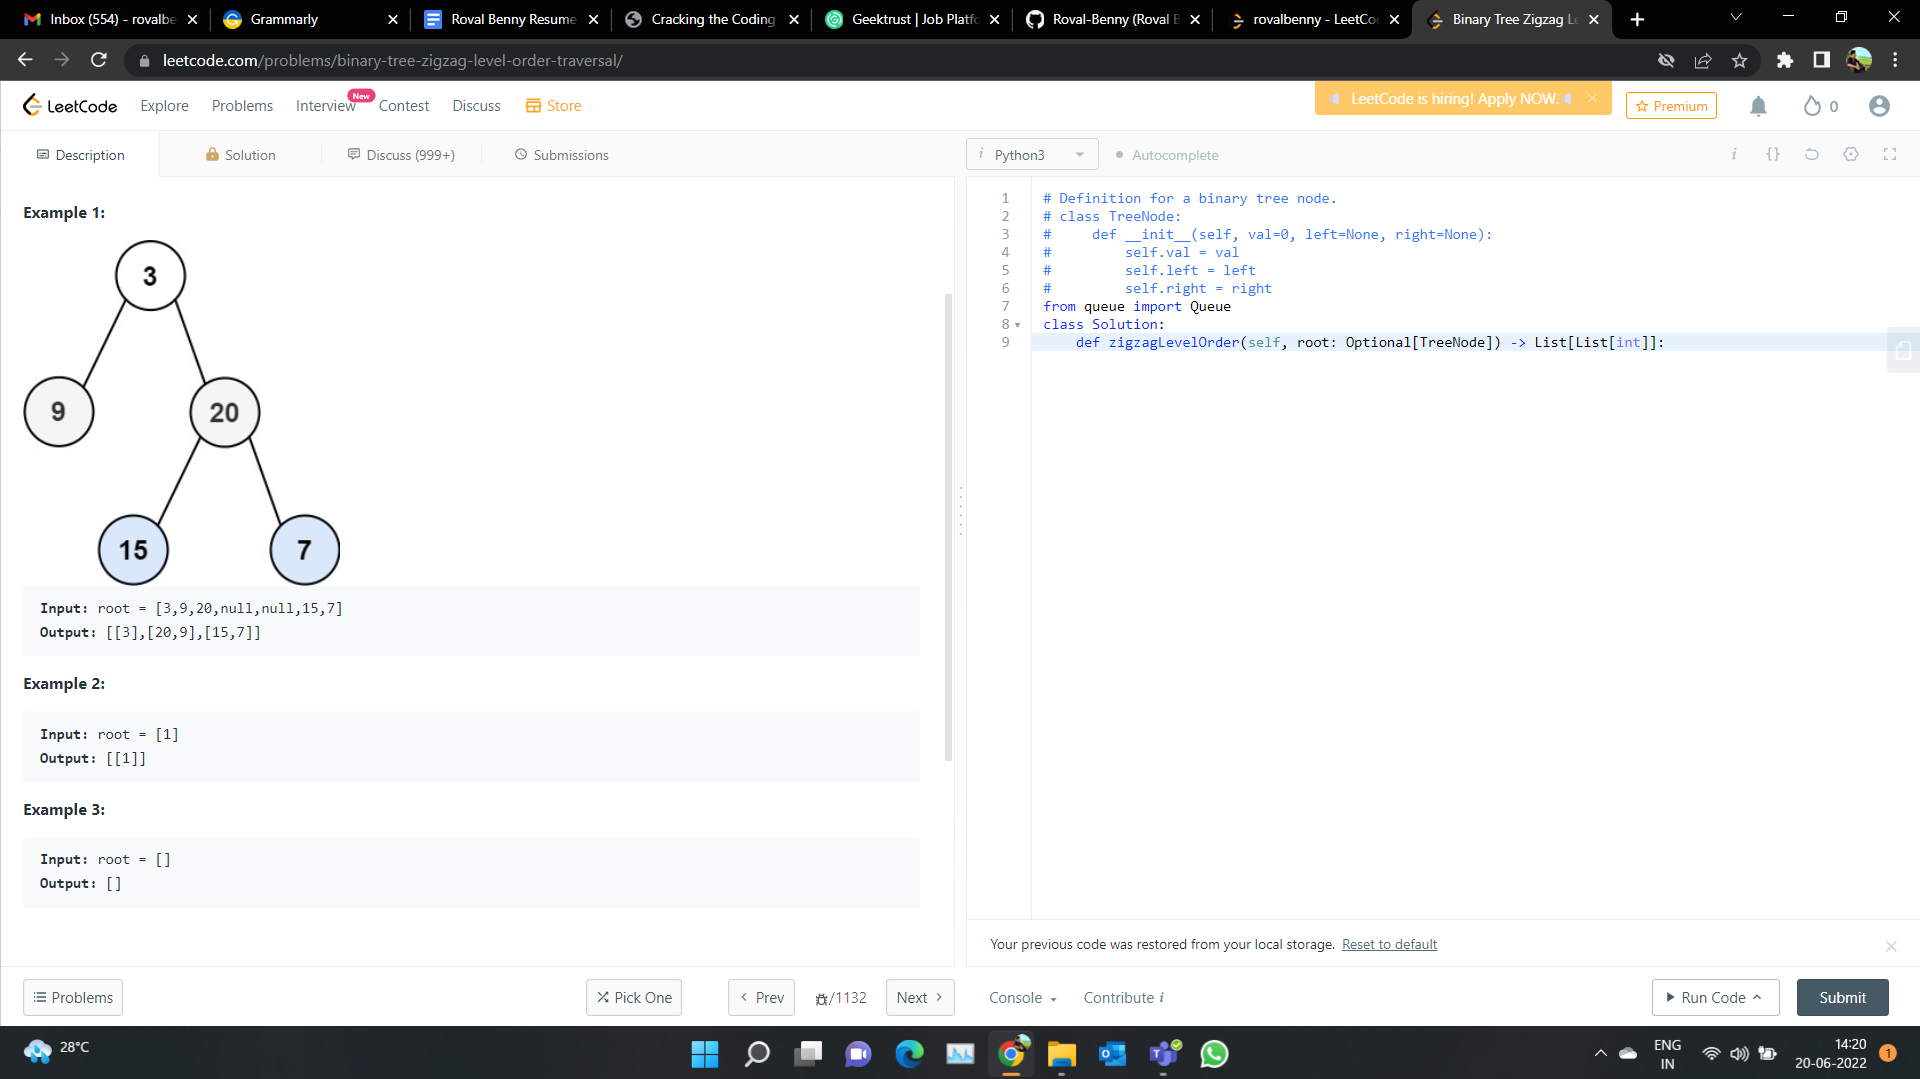 Inbox (554) - rovalbe
Grammarly
Roval Benny Resume
Cracking the Coding
Geektrust | Job Platfo
Roval-Benny (Roval B
rovalbenny - LeetCo
Binary Tree Zigzag Le
leetcode.com/problems/binary-tree-zigzag-level-order-traversal/
LeetCode
Explore
Problems
Interview
New
Contest
Discuss
Store
LeetCode is hiring! Apply NOW.
Premium
0
Description
Solution
Discuss (999+)
Submissions
i Python3
Autocomplete
i
{}
Example 1:
3
9
20
15
7
Input: root = [3,9,20,null,null,15,7]
Output: [[3],[20,9],[15,7]]
Example 2:
Input: root = [1]
Output: [[1]]
Example 3:
Input: root = []
Output: []
1 # Definition for a binary tree node.
2 # class TreeNode:
3 #     def __init__(self, val=0, left=None, right=None):
4 #         self.val = val
5 #         self.left = left
6 #         self.right = right
7 from queue import Queue
8 class Solution:
9     def zigzagLevelOrder(self, root: Optional[TreeNode]) -> List[List[int]]:
Your previous code was restored from your local storage. Reset to default
Problems
Pick One
Prev
/1132
Next
Console
Contribute i
Run Code
Submit
28°C
ENG
IN
14:20
20-06-2022
1